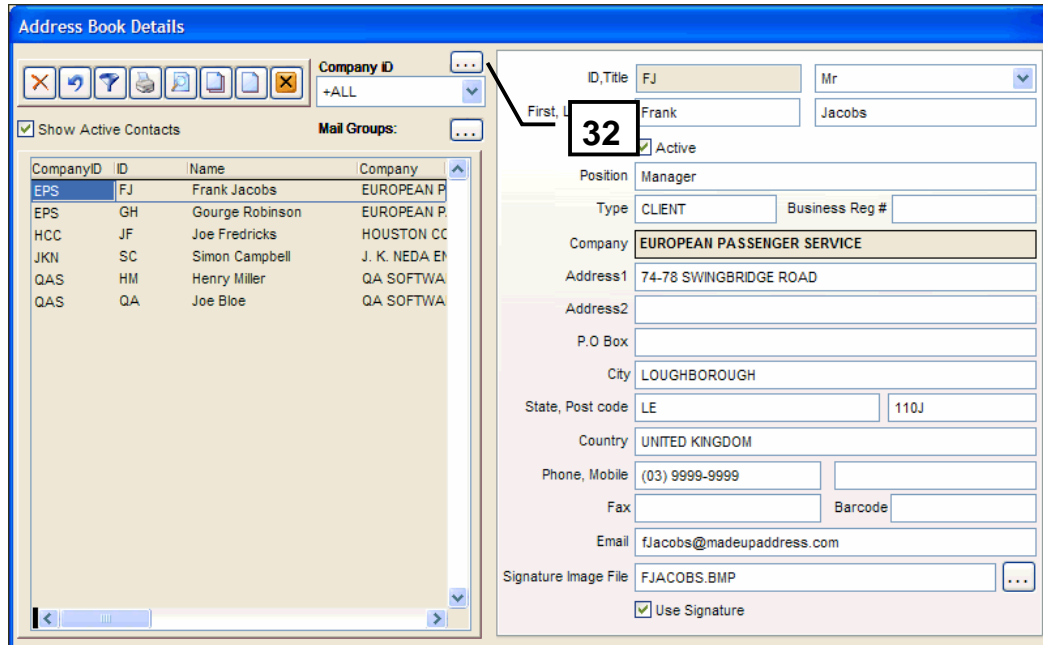 Address Book Details
Company iD ...
+ALL
Show Active Contacts Mail Groups: ...
CompanyID ID Name Company
EPS FJ Frank Jacobs EUROPEAN P
EPS GH Gourge Robinson EUROPEAN P.
HCC JF Joe Fredricks HOUSTON CC
JKN SC Simon Campbell J. K. NEDA EN
QAS HM Henry Miller QA SOFTWA
QAS QA Joe Bloe QA SOFTWA
32
ID,Title FJ Mr
First, L Frank Jacobs
Active
Position Manager
Type CLIENT Business Reg #
Company EUROPEAN PASSENGER SERVICE
Address1 74-78 SWINGBRIDGE ROAD
Address2
P.O Box
City LOUGHBOROUGH
State, Post code LE 110J
Country UNITED KINGDOM
Phone, Mobile (03) 9999-9999
Fax Barcode
Email fJacobs@madeupaddress.com
Signature Image File FJACOBS.BMP ...
Use Signature